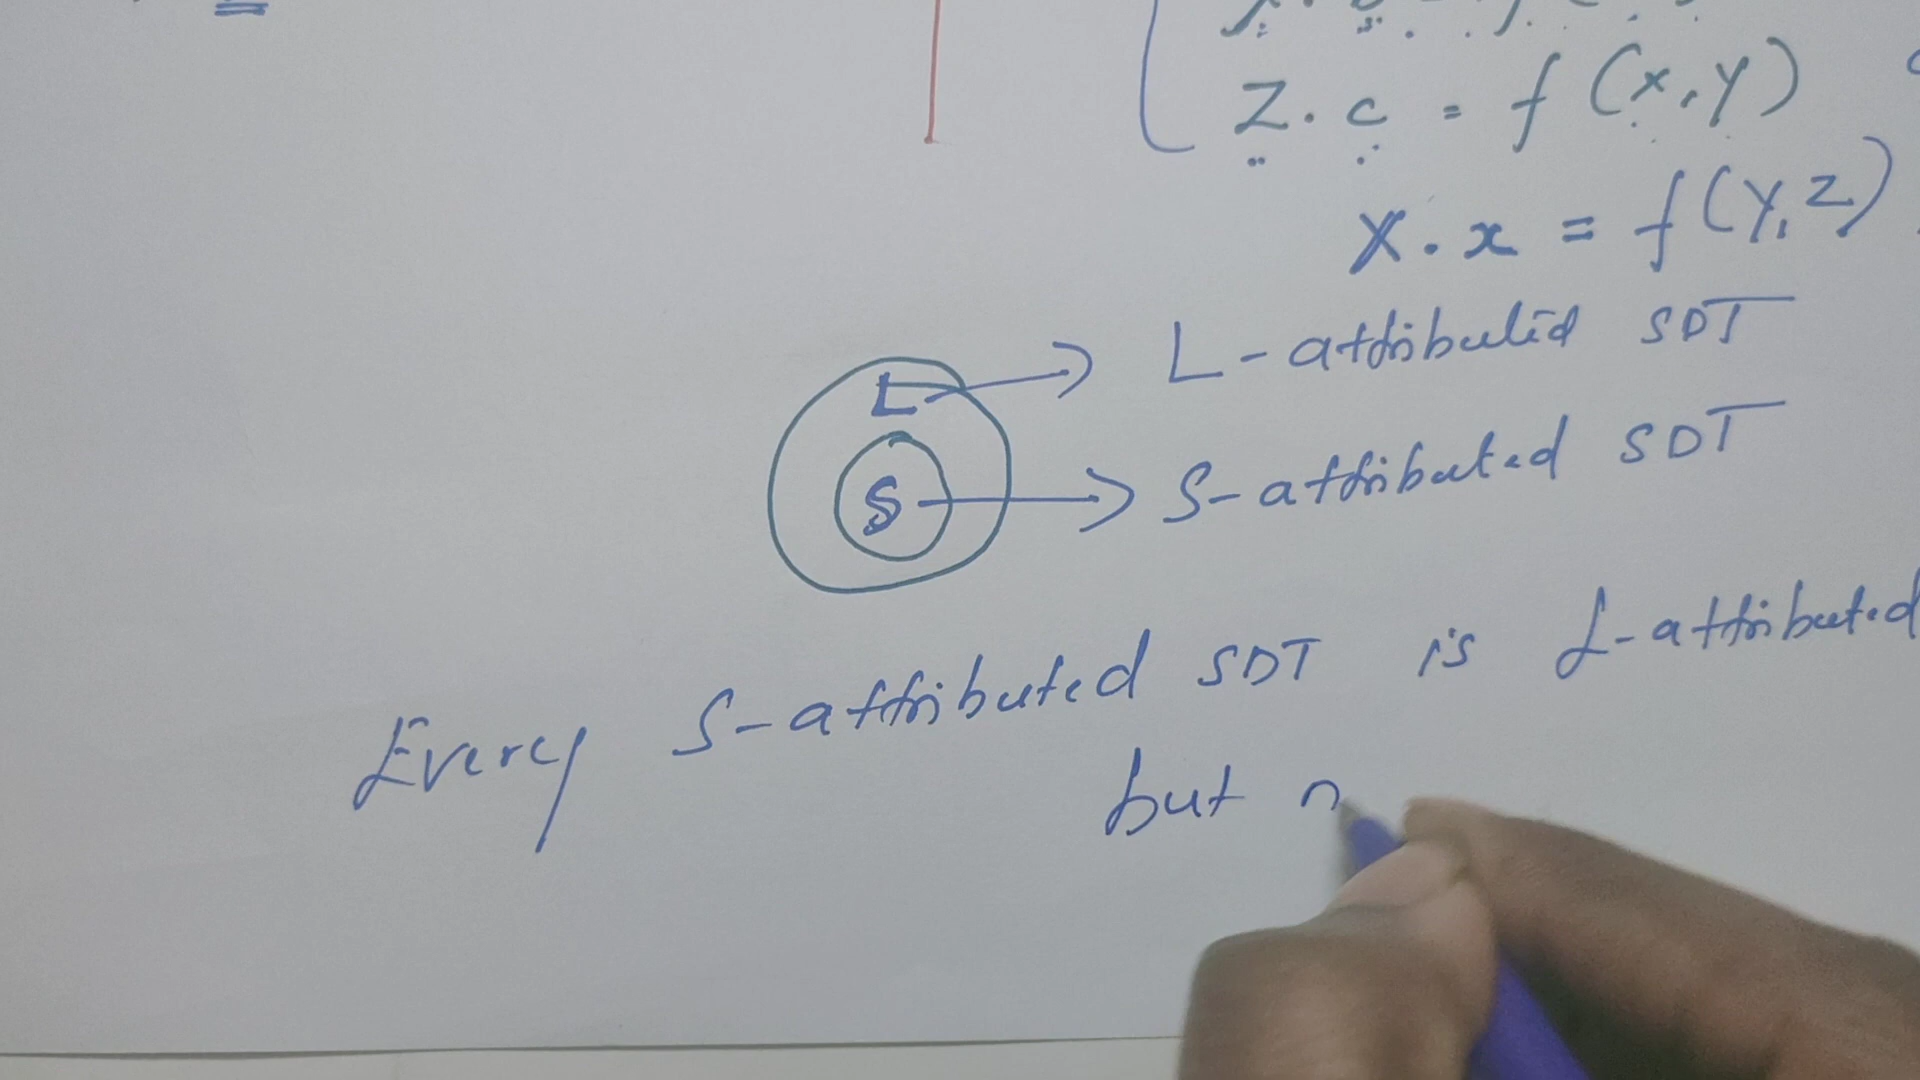 Z.c = f(x,y)
X.x = f(Y,Z)
L
L-attributed SDT
S
S-attributed SDT
Every S-attributed SDT is L-attributed
but n